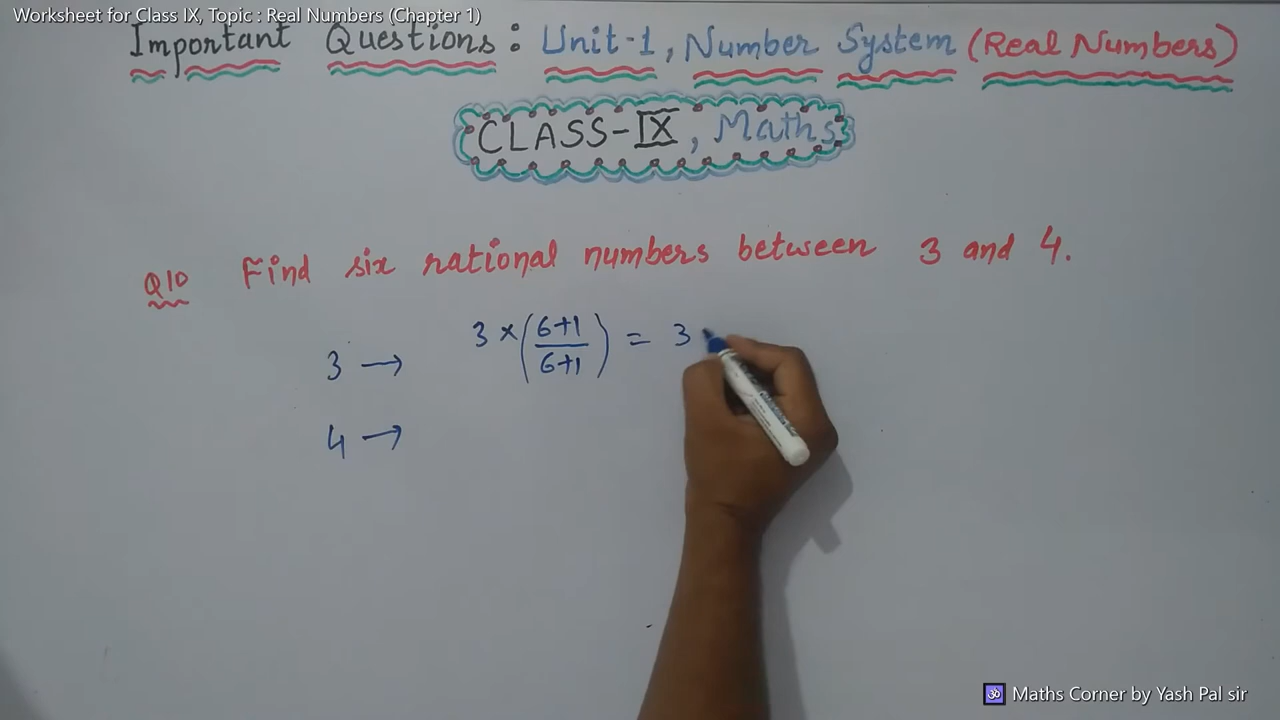 Worksheet for Class IX, Topic : Real Numbers (Chapter 1)
Important Questions : Unit-1, Number System (Real Numbers)
CLASS-IX, Maths
Q10 Find six rational numbers between 3 and 4.
3 → 3 × (6+1/6+1) = 3
4 →
ॐ Maths Corner by Yash Pal sir